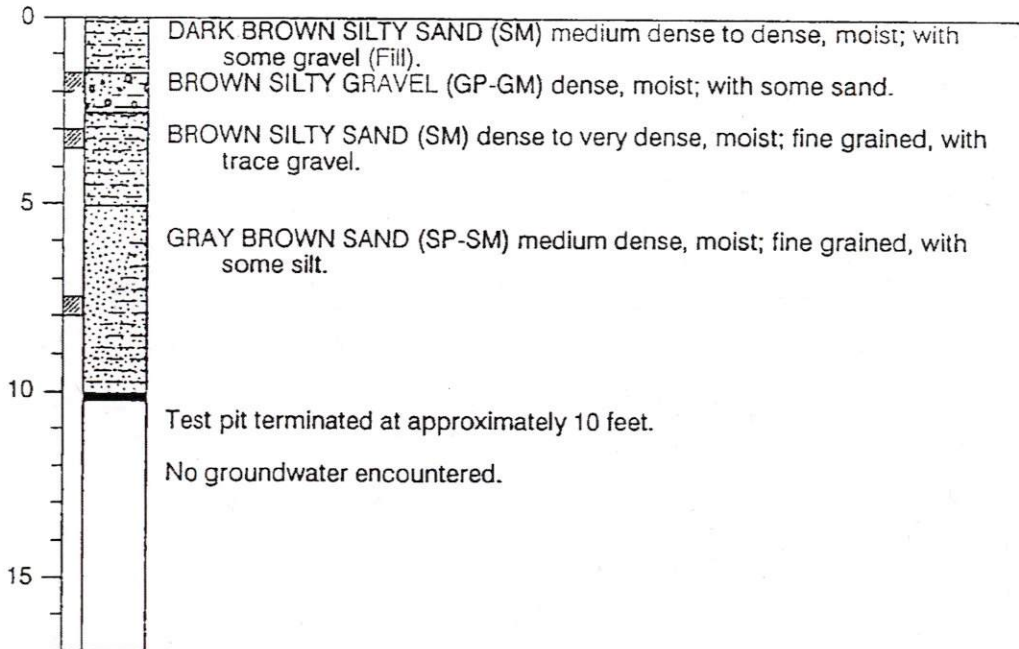 0
DARK BROWN SILTY SAND (SM) medium dense to dense, moist; with
some gravel (Fill).
BROWN SILTY GRAVEL (GP-GM) dense, moist; with some sand.
BROWN SILTY SAND (SM) dense to very dense, moist; fine grained, with
trace gravel.
5
GRAY BROWN SAND (SP-SM) medium dense, moist; fine grained, with
some silt.
10
Test pit terminated at approximately 10 feet.
No groundwater encountered.
15